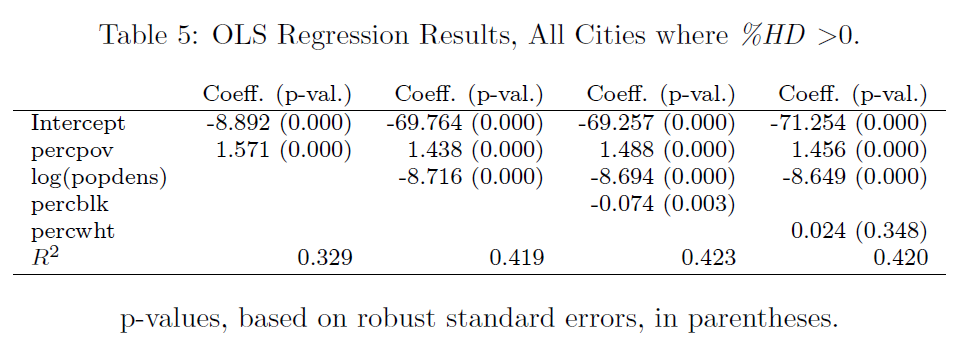 Table 5: OLS Regression Results, All Cities where %HD >0.
Coeff. (p-val.) Coeff. (p-val.) Coeff. (p-val.) Coeff. (p-val.)
Intercept -8.892 (0.000) -69.764 (0.000) -69.257 (0.000) -71.254 (0.000)
percpov 1.571 (0.000) 1.438 (0.000) 1.488 (0.000) 1.456 (0.000)
log(popdens) -8.716 (0.000) -8.694 (0.000) -8.649 (0.000)
percblk -0.074 (0.003)
percwht 0.024 (0.348)
R² 0.329 0.419 0.423 0.420
p-values, based on robust standard errors, in parentheses.